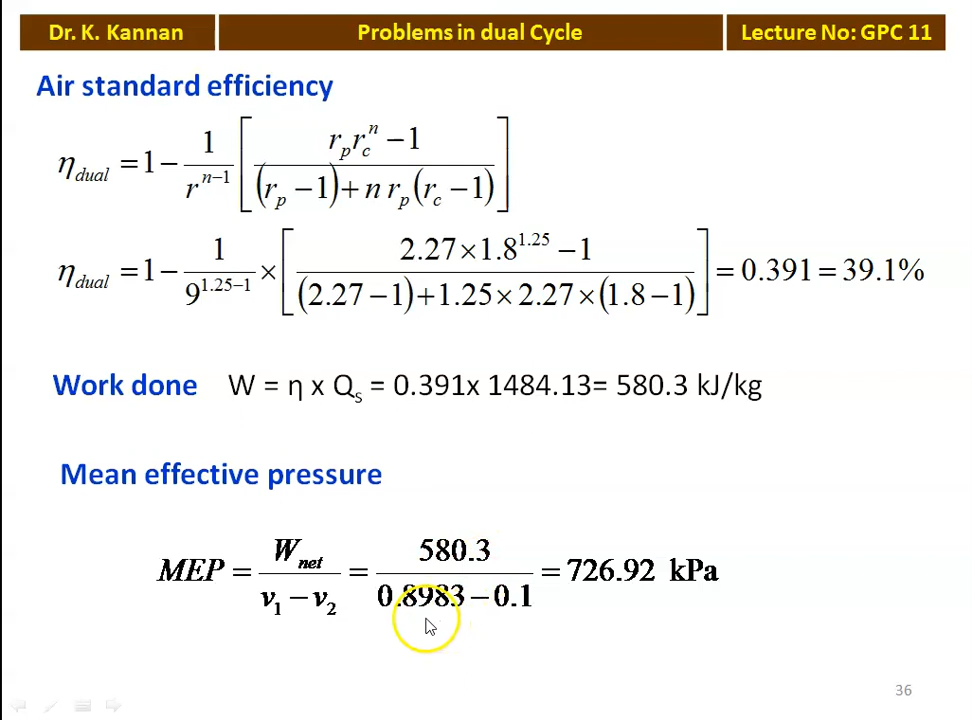 Dr. K. Kannan Problems in dual Cycle Lecture No: GPC 11
Air standard efficiency
η_dual = 1 − 1/r^(n−1) [ (r_p r_c^n − 1) / ((r_p − 1) + n r_p (r_c − 1)) ]
η_dual = 1 − 1/9^(1.25−1) × [ (2.27×1.8^1.25 − 1) / ((2.27−1)+1.25×2.27×(1.8−1)) ] = 0.391 = 39.1%
Work done W = η x Q_s = 0.391x 1484.13= 580.3 kJ/kg
Mean effective pressure
MEP = W_net / (v_1 − v_2) = 580.3 / (0.8983 − 0.1) = 726.92 kPa
36